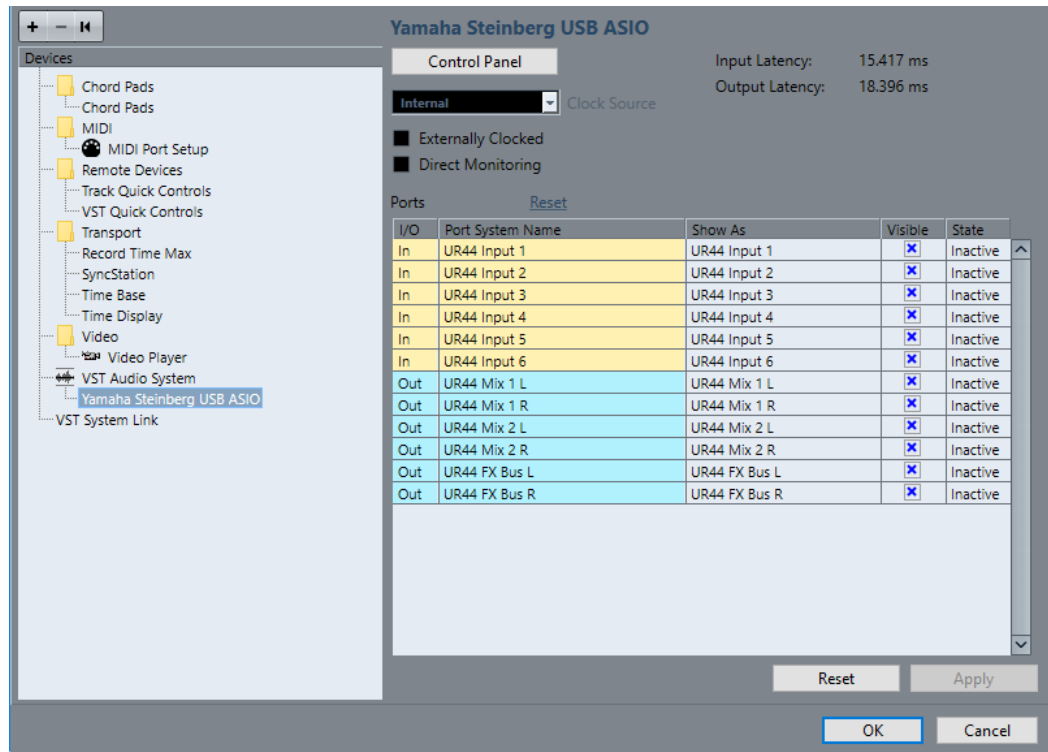 Yamaha Steinberg USB ASIO
Devices
Chord Pads
Chord Pads
MIDI
MIDI Port Setup
Remote Devices
Track Quick Controls
VST Quick Controls
Transport
Record Time Max
SyncStation
Time Base
Time Display
Video
Video Player
VST Audio System
Yamaha Steinberg USB ASIO
VST System Link
Control Panel
Input Latency: 15.417 ms
Output Latency: 18.396 ms
Internal Clock Source
Externally Clocked
Direct Monitoring
Ports Reset
I/O Port System Name Show As Visible State
In UR44 Input 1 UR44 Input 1 Inactive
In UR44 Input 2 UR44 Input 2 Inactive
In UR44 Input 3 UR44 Input 3 Inactive
In UR44 Input 4 UR44 Input 4 Inactive
In UR44 Input 5 UR44 Input 5 Inactive
In UR44 Input 6 UR44 Input 6 Inactive
Out UR44 Mix 1 L UR44 Mix 1 L Inactive
Out UR44 Mix 1 R UR44 Mix 1 R Inactive
Out UR44 Mix 2 L UR44 Mix 2 L Inactive
Out UR44 Mix 2 R UR44 Mix 2 R Inactive
Out UR44 FX Bus L UR44 FX Bus L Inactive
Out UR44 FX Bus R UR44 FX Bus R Inactive
Reset Apply
OK Cancel